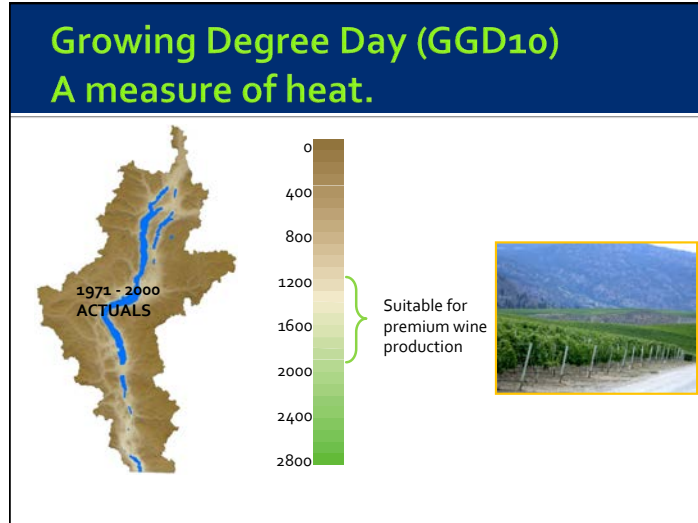 Growing Degree Day (GGD10)
A measure of heat.
1971 - 2000
ACTUALS
0
400
800
1200
1600
2000
2400
2800
Suitable for
premium wine
production